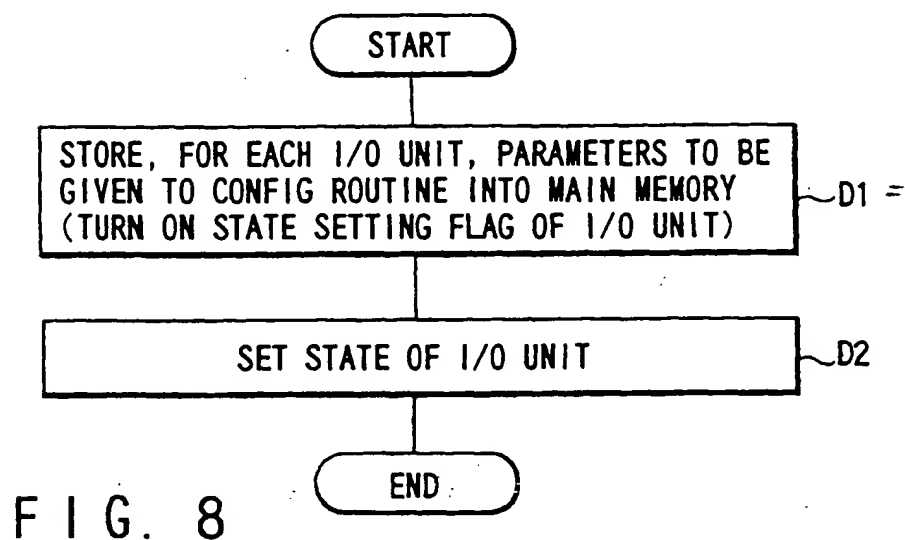 START
STORE, FOR EACH I/O UNIT, PARAMETERS TO BE
GIVEN TO CONFIG ROUTINE INTO MAIN MEMORY
(TURN ON STATE SETTING FLAG OF I/O UNIT)
D1 =
SET STATE OF I/O UNIT
D2
END
FIG. 8